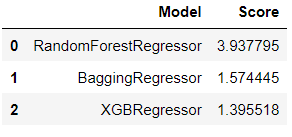 Model Score
0 RandomForestRegressor 3.937795
1 BaggingRegressor 1.574445
2 XGBRegressor 1.395518